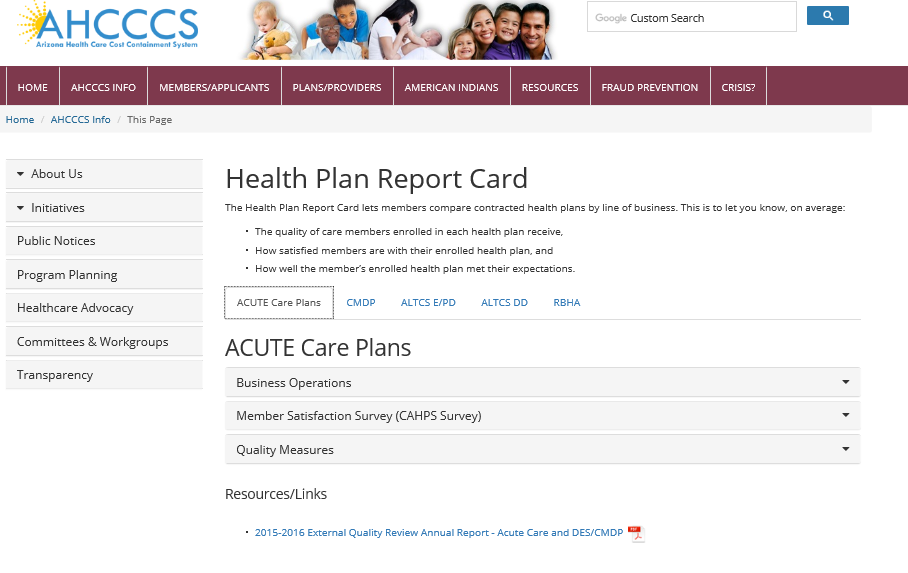 AHCCCS
Arizona Health Care Cost Containment System
Google Custom Search
HOME AHCCCS INFO MEMBERS/APPLICANTS PLANS/PROVIDERS AMERICAN INDIANS RESOURCES FRAUD PREVENTION CRISIS?
Home / AHCCCS Info / This Page
About Us
Initiatives
Public Notices
Program Planning
Healthcare Advocacy
Committees & Workgroups
Transparency
Health Plan Report Card
The Health Plan Report Card lets members compare contracted health plans by line of business. This is to let you know, on average:
• The quality of care members enrolled in each health plan receive,
• How satisfied members are with their enrolled health plan, and
• How well the member's enrolled health plan met their expectations.
ACUTE Care Plans CMDP ALTCS E/PD ALTCS DD RBHA
ACUTE Care Plans
Business Operations
Member Satisfaction Survey (CAHPS Survey)
Quality Measures
Resources/Links
• 2015-2016 External Quality Review Annual Report - Acute Care and DES/CMDP PDF